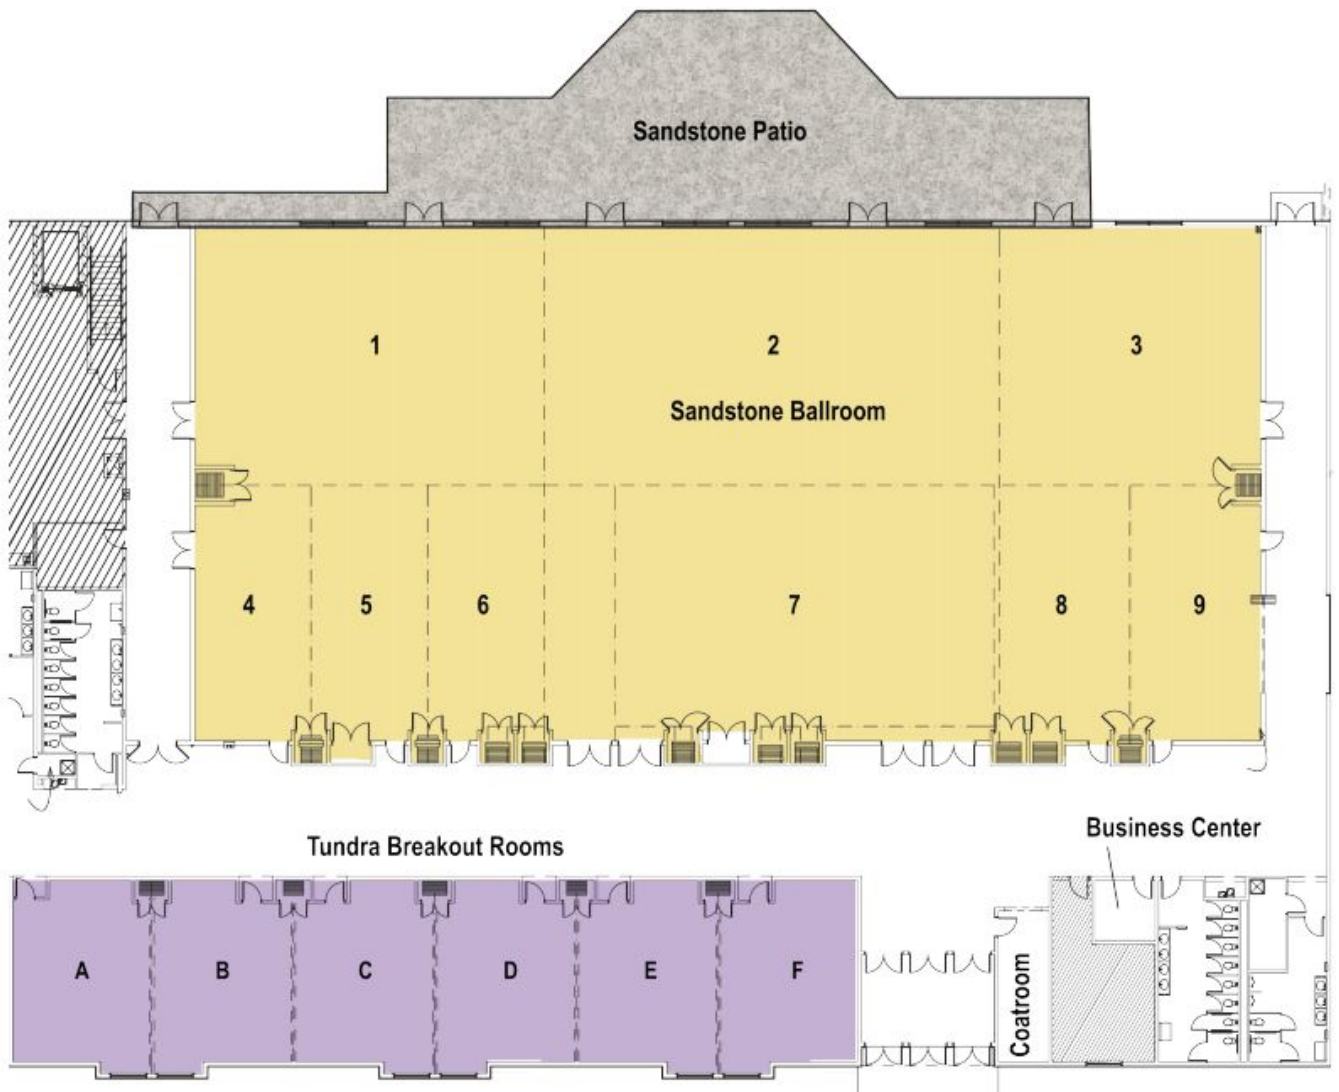 Sandstone Patio
1
2
3
Sandstone Ballroom
4
5
6
7
8
9
Tundra Breakout Rooms
Business Center
A
B
C
D
E
F
Coatroom